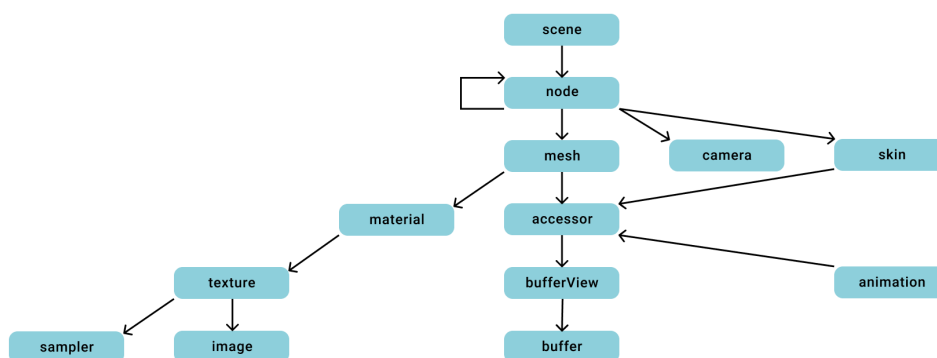 scene
node
mesh
camera
skin
material
accessor
texture
bufferView
animation
sampler
image
buffer